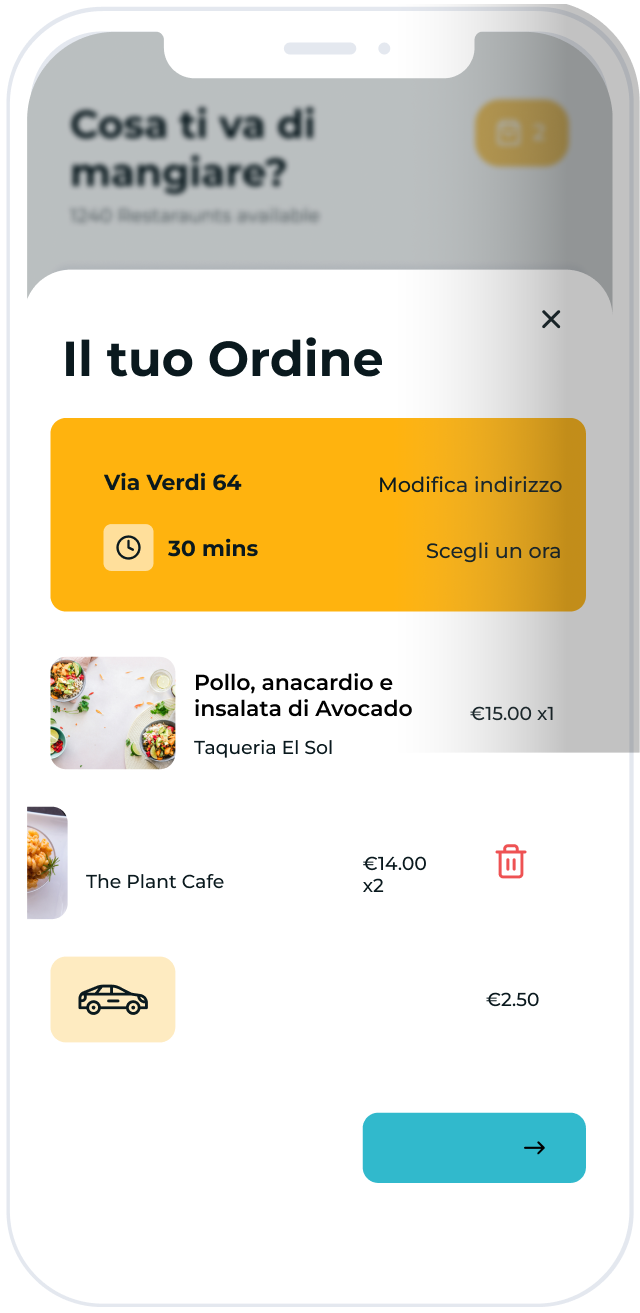 Cosa ti va di
mangiare?
2
1240 Restaraunts available
Il tuo Ordine
Via Verdi 64
Modifica indirizzo
30 mins
Scegli un ora
Pollo, anacardio e
insalata di Avocado
€15.00 x1
Taqueria El Sol
The Plant Cafe
€14.00
x2
€2.50